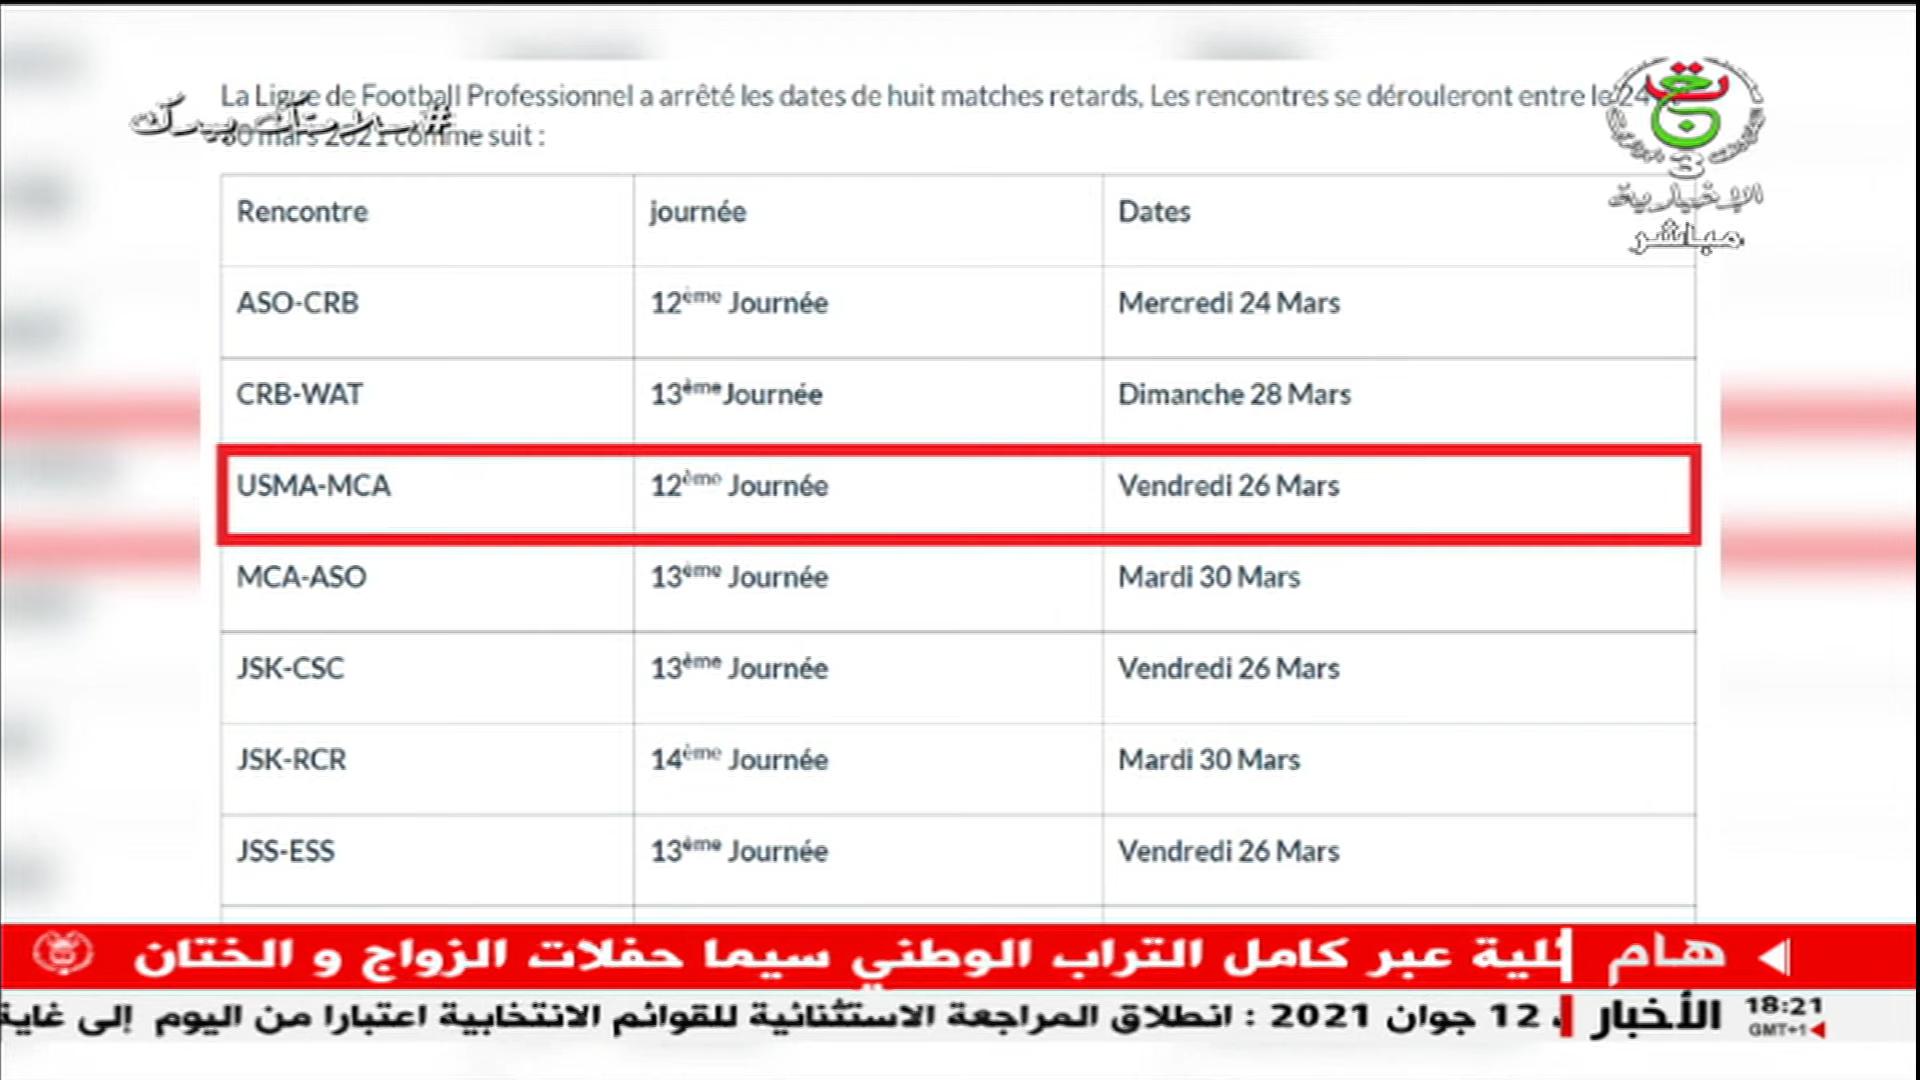 La Ligue de Football Professionnel a arrêté les dates de huit matches retards, Les rencontres se dérouleront entre le 24
30 mars 2021 comme suit :
#سلامتك_بيدك
3
الإخبارية
مباشر
Rencontre journée Dates
ASO-CRB 12ème Journée Mercredi 24 Mars
CRB-WAT 13ème Journée Dimanche 28 Mars
USMA-MCA 12ème Journée Vendredi 26 Mars
MCA-ASO 13ème Journée Mardi 30 Mars
JSK-CSC 13ème Journée Vendredi 26 Mars
JSK-RCR 14ème Journée Mardi 30 Mars
JSS-ESS 13ème Journée Vendredi 26 Mars
هام عبر كامل التراب الوطني سيما حفلات الزواج و الختان
الأخبار 12 جوان 2021 : انطلاق المراجعة الاستثنائية للقوائم الانتخابية اعتبارا من اليوم إلى غاية
18:21
GMT+1